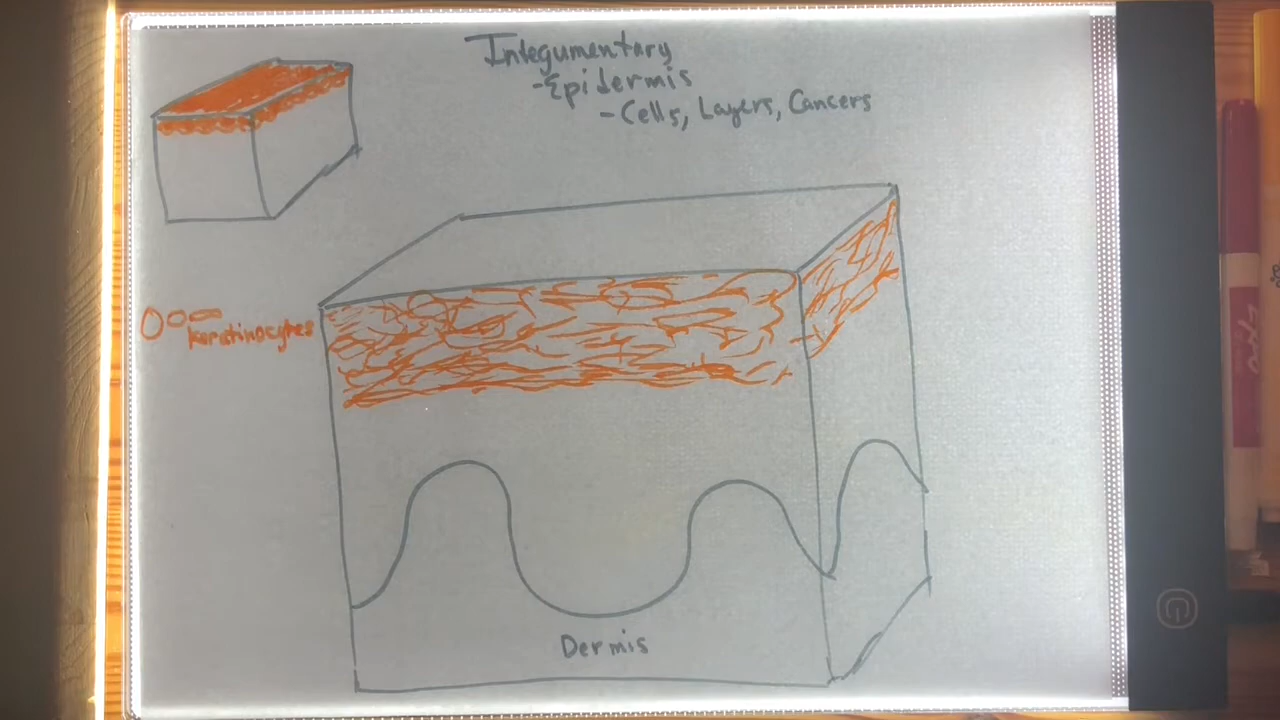 Integumentary
-Epidermis
-Cells, Layers, Cancers
keratinocytes
Dermis